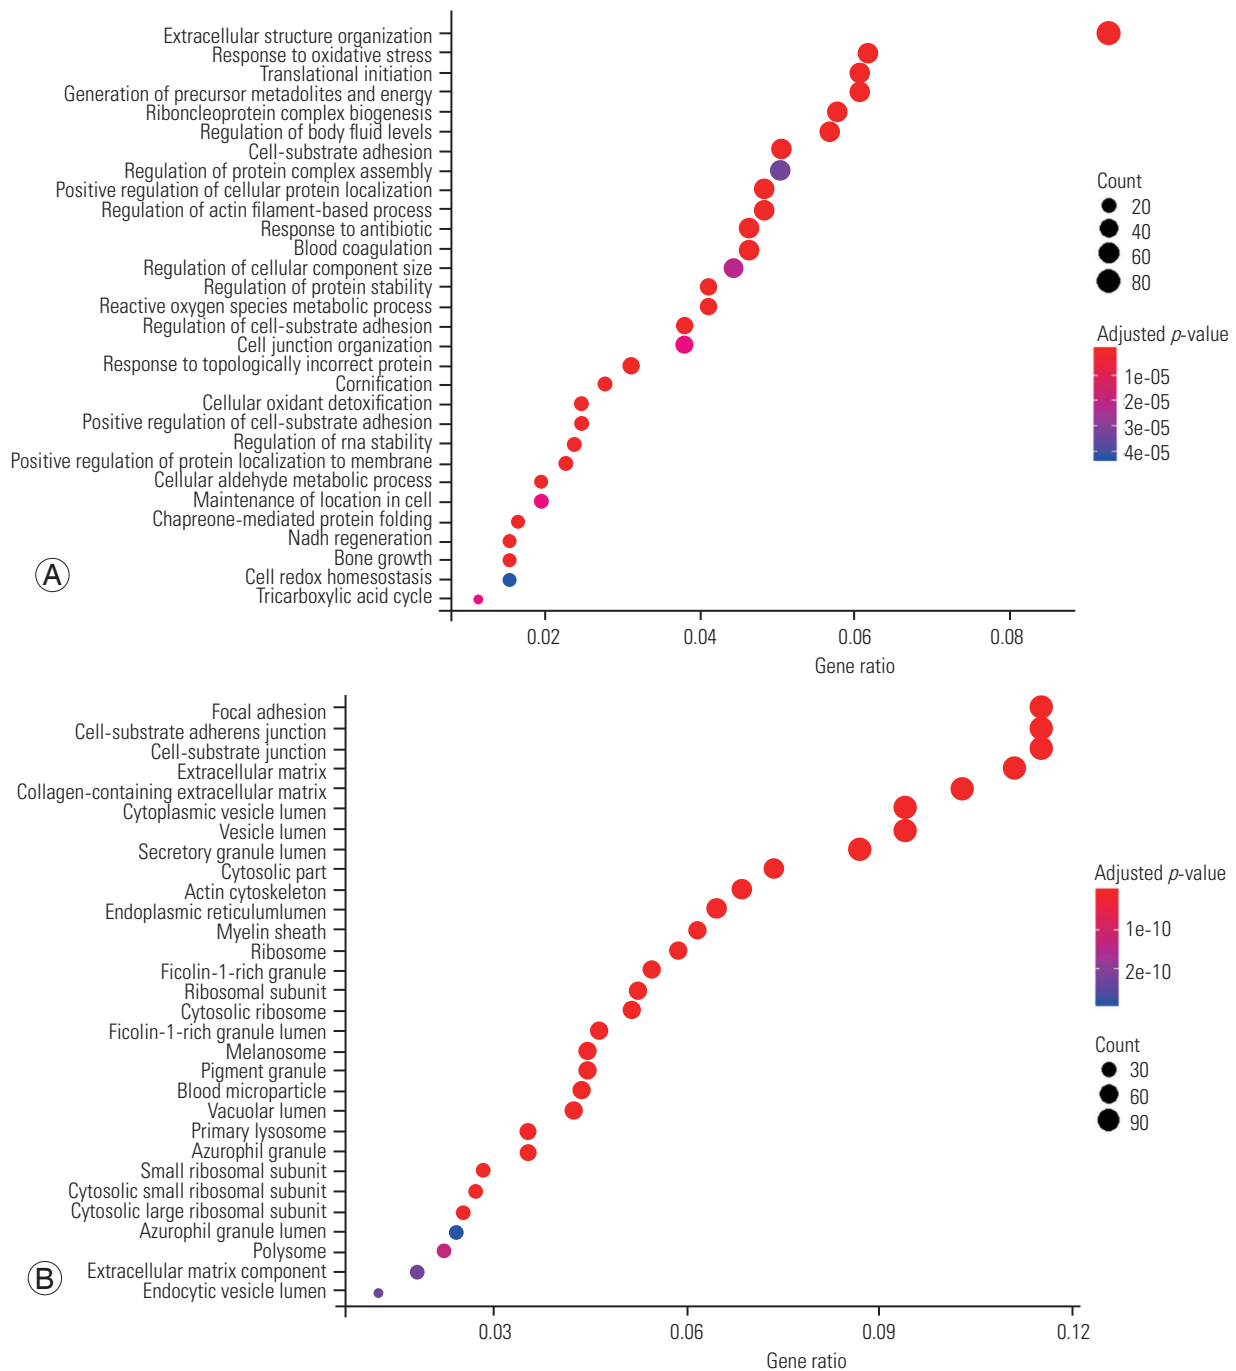 Extracellular structure organization
Response to oxidative stress
Translational initiation
Generation of precursor metadolites and energy
Riboncleoprotein complex biogenesis
Regulation of body fluid levels
Cell-substrate adhesion
Regulation of protein complex assembly
Positive regulation of cellular protein localization
Regulation of actin filament-based process
Response to antibiotic
Blood coagulation
Regulation of cellular component size
Regulation of protein stability
Reactive oxygen species metabolic process
Regulation of cell-substrate adhesion
Cell junction organization
Response to topologically incorrect protein
Cornification
Cellular oxidant detoxification
Positive regulation of cell-substrate adhesion
Regulation of rna stability
Positive regulation of protein localization to membrane
Cellular aldehyde metabolic process
Maintenance of location in cell
Chapreone-mediated protein folding
Nadh regeneration
Bone growth
Cell redox homesostasis
Tricarboxylic acid cycle
A
0.02 0.04 0.06 0.08
Gene ratio
Count
20
40
60
80
Adjusted p-value
1e-05
2e-05
3e-05
4e-05
Focal adhesion
Cell-substrate adherens junction
Cell-substrate junction
Extracellular matrix
Collagen-containing extracellular matrix
Cytoplasmic vesicle lumen
Vesicle lumen
Secretory granule lumen
Cytosolic part
Actin cytoskeleton
Endoplasmic reticulumlumen
Myelin sheath
Ribosome
Ficolin-1-rich granule
Ribosomal subunit
Cytosolic ribosome
Ficolin-1-rich granule lumen
Melanosome
Pigment granule
Blood microparticle
Vacuolar lumen
Primary lysosome
Azurophil granule
Small ribosomal subunit
Cytosolic small ribosomal subunit
Cytosolic large ribosomal subunit
Azurophil granule lumen
Polysome
Extracellular matrix component
Endocytic vesicle lumen
B
0.03 0.06 0.09 0.12
Gene ratio
Adjusted p-value
1e-10
2e-10
Count
30
60
90